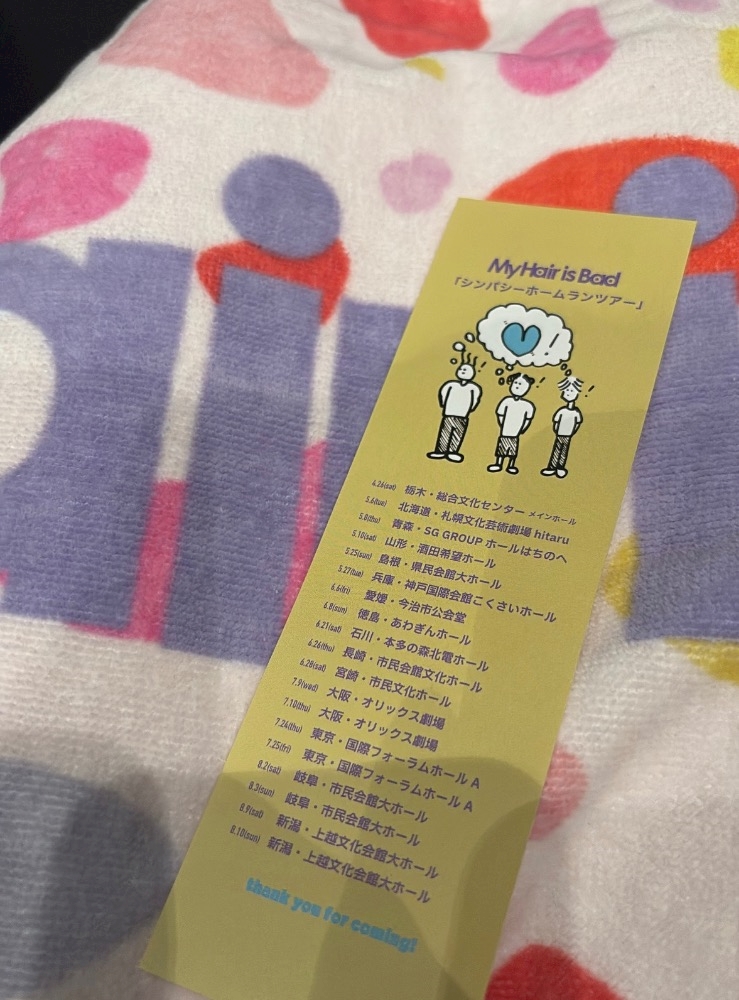 My Hair is Bad
「シンパシーホームランツアー」
!
! ! !
4.26(sat) 栃木・総合文化センター メインホール
5.6(tue) 北海道・札幌文化芸術劇場 hitaru
5.8(thu) 青森・SG GROUP ホールはちのへ
5.10(sat) 山形・酒田希望ホール
5.25(sun) 島根・県民会館大ホール
5.27(tue) 兵庫・神戸国際会館こくさいホール
6.6(fri) 愛媛・今治市公会堂
6.8(sun) 徳島・あわぎんホール
6.21(sat) 石川・本多の森北電ホール
6.26(thu) 長崎・市民会館文化ホール
6.28(sat) 宮崎・市民文化ホール
7.9(wed) 大阪・オリックス劇場
7.10(thu) 大阪・オリックス劇場
7.24(thu) 東京・国際フォーラムホール A
7.25(fri) 東京・国際フォーラムホール A
8.2(sat) 岐阜・市民会館大ホール
8.3(sun) 岐阜・市民会館大ホール
8.9(sat) 新潟・上越文化会館大ホール
8.10(sun) 新潟・上越文化会館大ホール
thank you for coming!